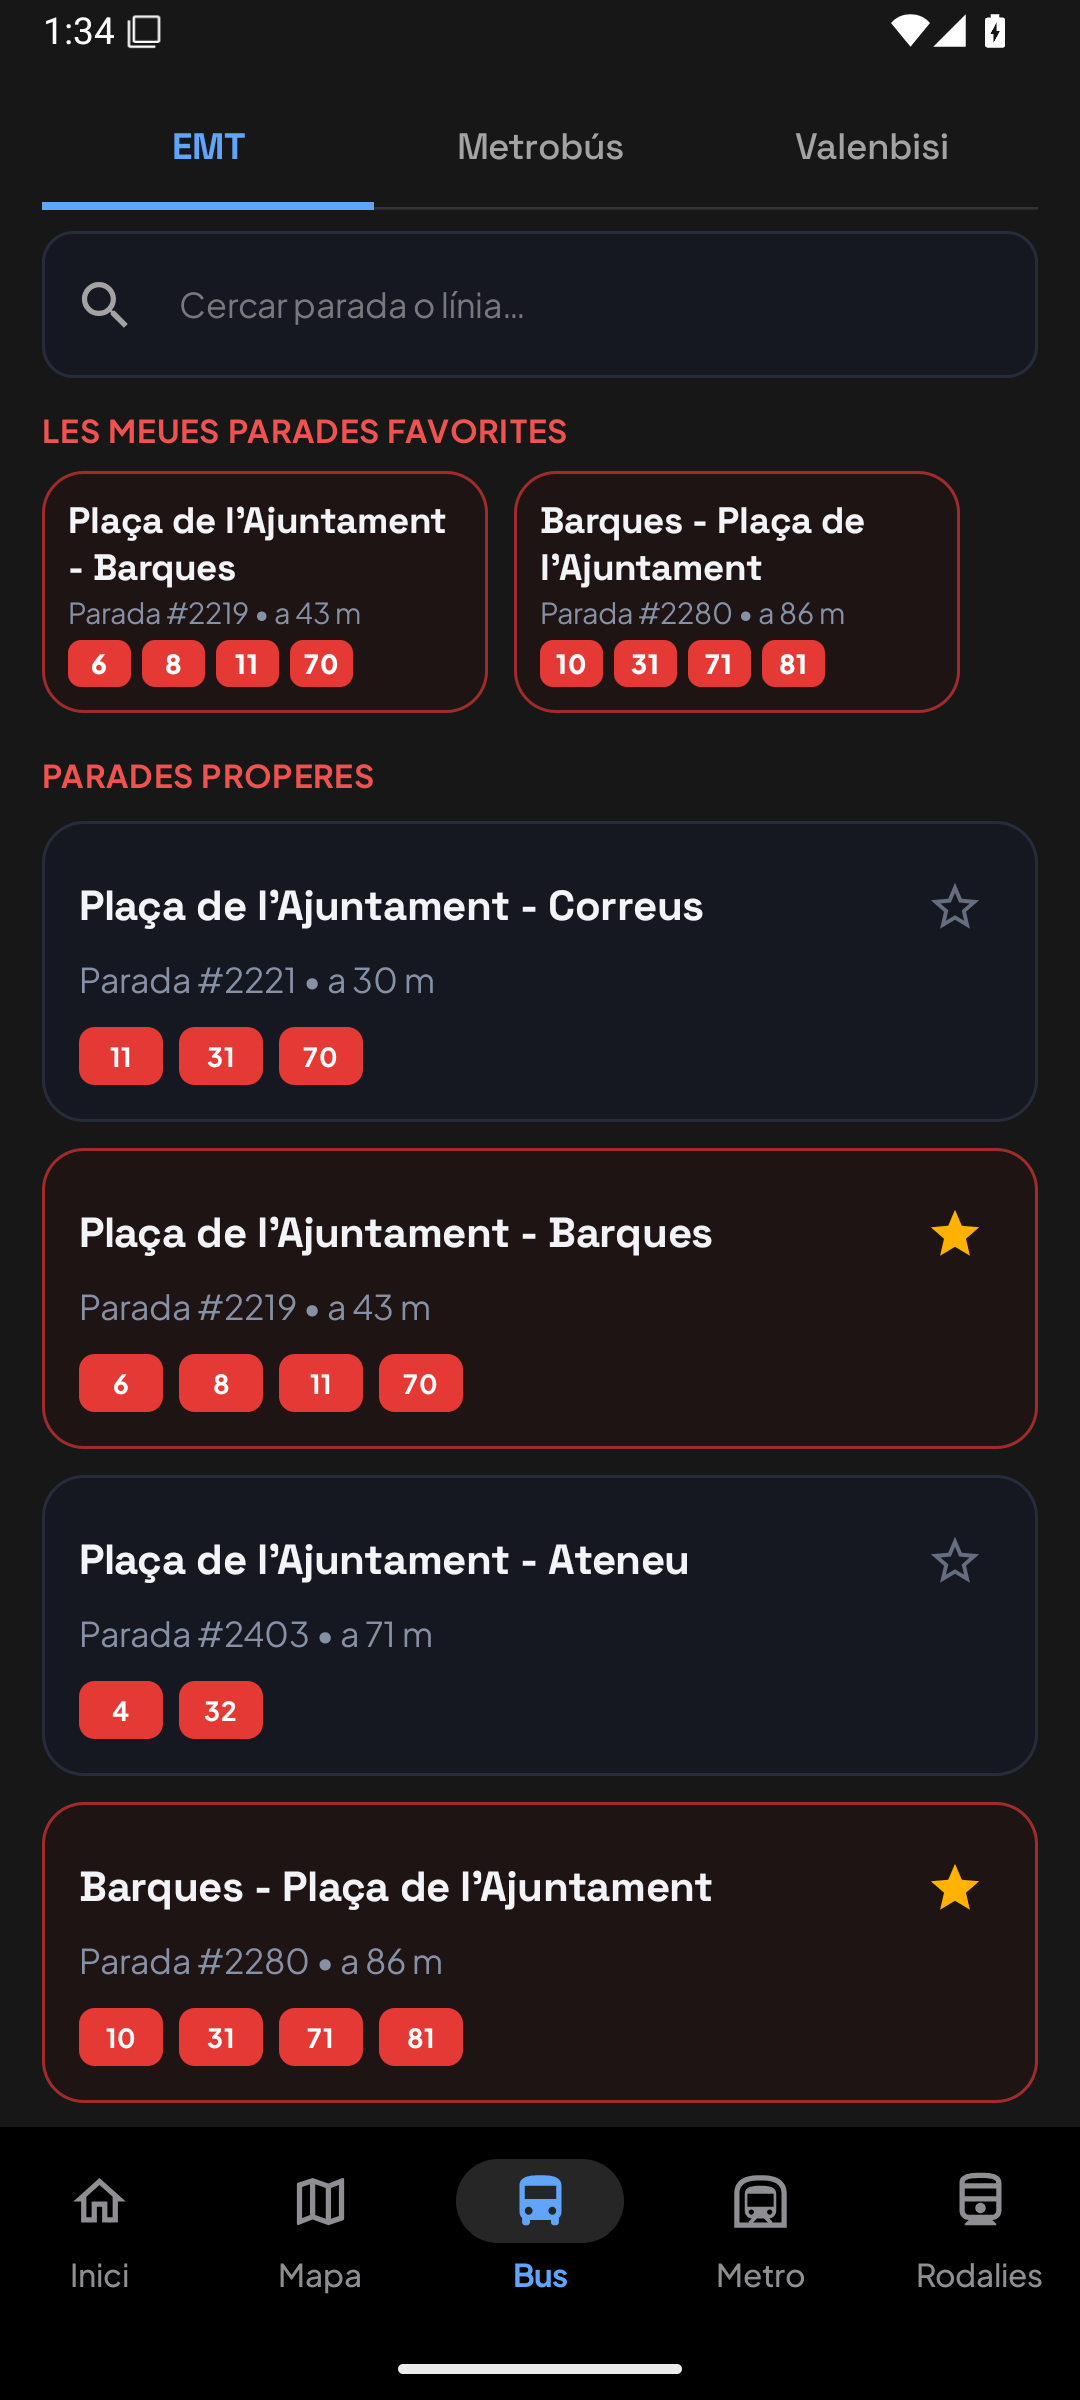 1:34
EMT
Metrobús
Valenbisi
Cercar parada o línia...
LES MEUES PARADES FAVORITES
Plaça de l'Ajuntament
- Barques
Parada #2219 • a 43 m
6 8 11 70
Barques - Plaça de
l'Ajuntament
Parada #2280 • a 86 m
10 31 71 81
PARADES PROPERES
Plaça de l'Ajuntament - Correus
Parada #2221 • a 30 m
11 31 70
Plaça de l'Ajuntament - Barques
Parada #2219 • a 43 m
6 8 11 70
Plaça de l'Ajuntament - Ateneu
Parada #2403 • a 71 m
4 32
Barques - Plaça de l'Ajuntament
Parada #2280 • a 86 m
10 31 71 81
Inici
Mapa
Bus
Metro
Rodalies